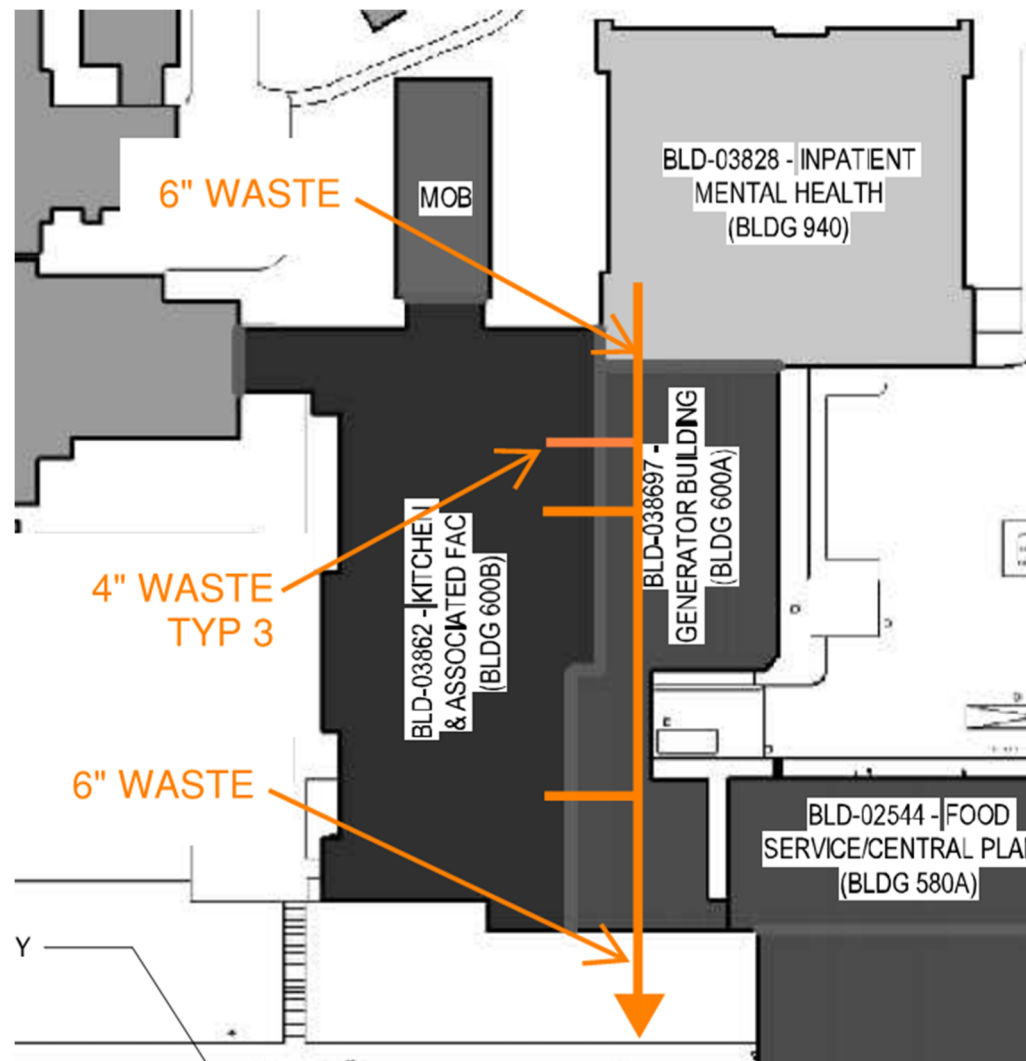 6" WASTE
MOB
BLD-03828 - INPATIENT
MENTAL HEALTH
(BLDG 940)
BLD-038697 -
GENERATOR BUILDING
(BLDG 600A)
4" WASTE
TYP 3
BLD-03862 - KITCHEN
& ASSOCIATED FAC
(BLDG 600B)
6" WASTE
BLD-02544 - FOOD
SERVICE/CENTRAL PLAN
(BLDG 580A)
Y